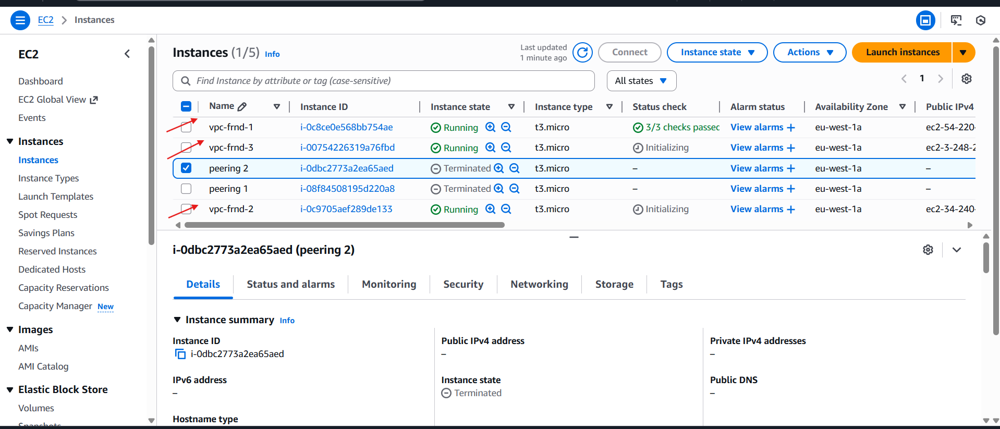 EC2 Instances
EC2
Dashboard
EC2 Global View
Events
Instances
Instances
Instance Types
Launch Templates
Spot Requests
Savings Plans
Reserved Instances
Dedicated Hosts
Capacity Reservations
Capacity Manager New
Images
AMIs
AMI Catalog
Elastic Block Store
Volumes
Snapshots
Instances (1/5) Info
Last updated
1 minute ago
Connect
Instance state
Actions
Launch instances
Find Instance by attribute or tag (case-sensitive)
All states
1
Name Instance ID Instance state Instance type Status check Alarm status Availability Zone Public IPv4
vpc-frnd-1 i-0c8ce0e568bb754ae Running t3.micro 3/3 checks passed View alarms + eu-west-1a ec2-54-220-
vpc-frnd-3 i-00754226319a76fbd Running t3.micro Initializing View alarms + eu-west-1a ec2-3-248-2
peering 2 i-0dbc2773a2ea65aed Terminated t3.micro – View alarms + eu-west-1a –
peering 1 i-08f84508195d220a8 Terminated t3.micro – View alarms + eu-west-1a –
vpc-frnd-2 i-0c9705aef289de133 Running t3.micro Initializing View alarms + eu-west-1a ec2-34-240-
i-0dbc2773a2ea65aed (peering 2)
Details Status and alarms Monitoring Security Networking Storage Tags
Instance summary Info
Instance ID
i-0dbc2773a2ea65aed
Public IPv4 address
–
Private IPv4 addresses
–
IPv6 address
–
Instance state
Terminated
Public DNS
–
Hostname type